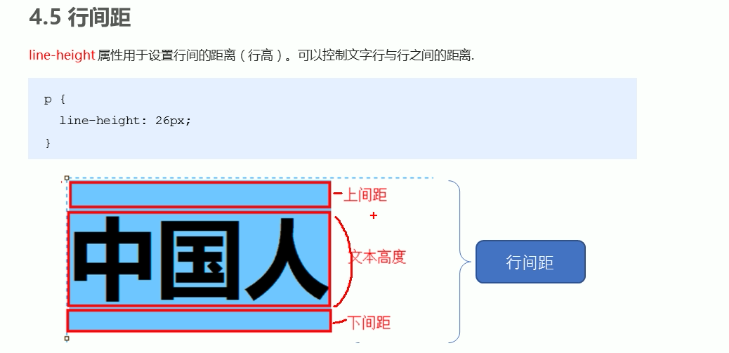 4.5 行间距
line-height 属性用于设置行间的距离（行高）。可以控制文字行与行之间的距离.
p {
  line-height: 26px;
}
上间距
中国人
文本高度
行间距
下间距